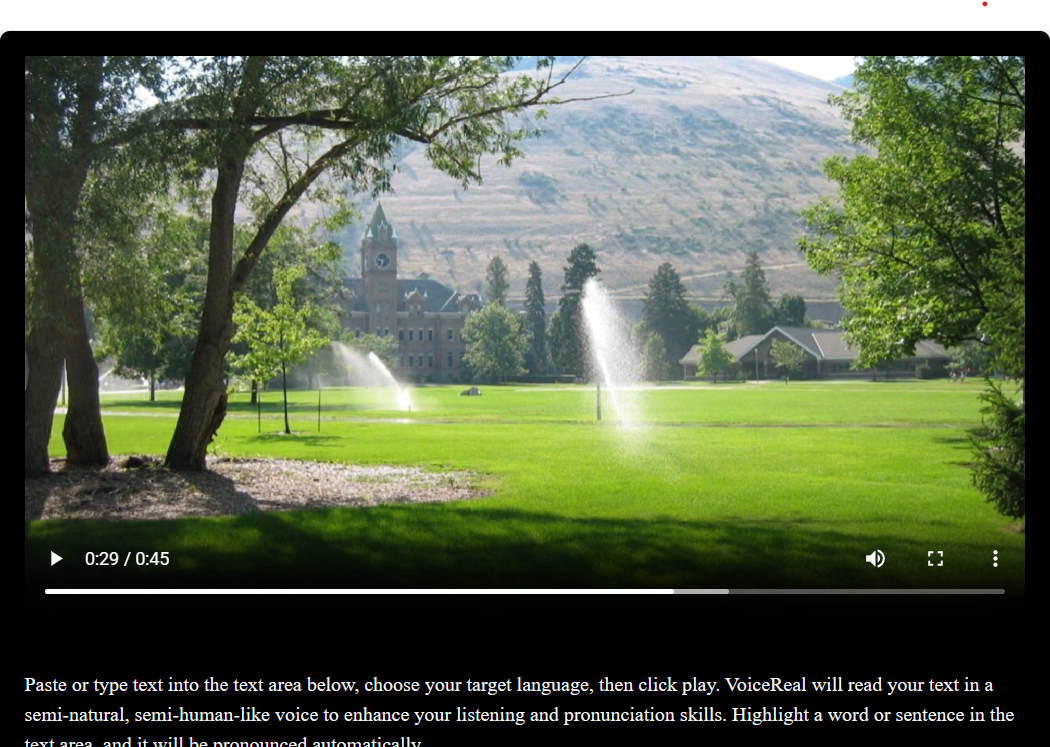 0:29 / 0:45
Paste or type text into the text area below, choose your target language, then click play. VoiceReal will read your text in a
semi-natural, semi-human-like voice to enhance your listening and pronunciation skills. Highlight a word or sentence in the
text area, and it will be pronounced automatically.